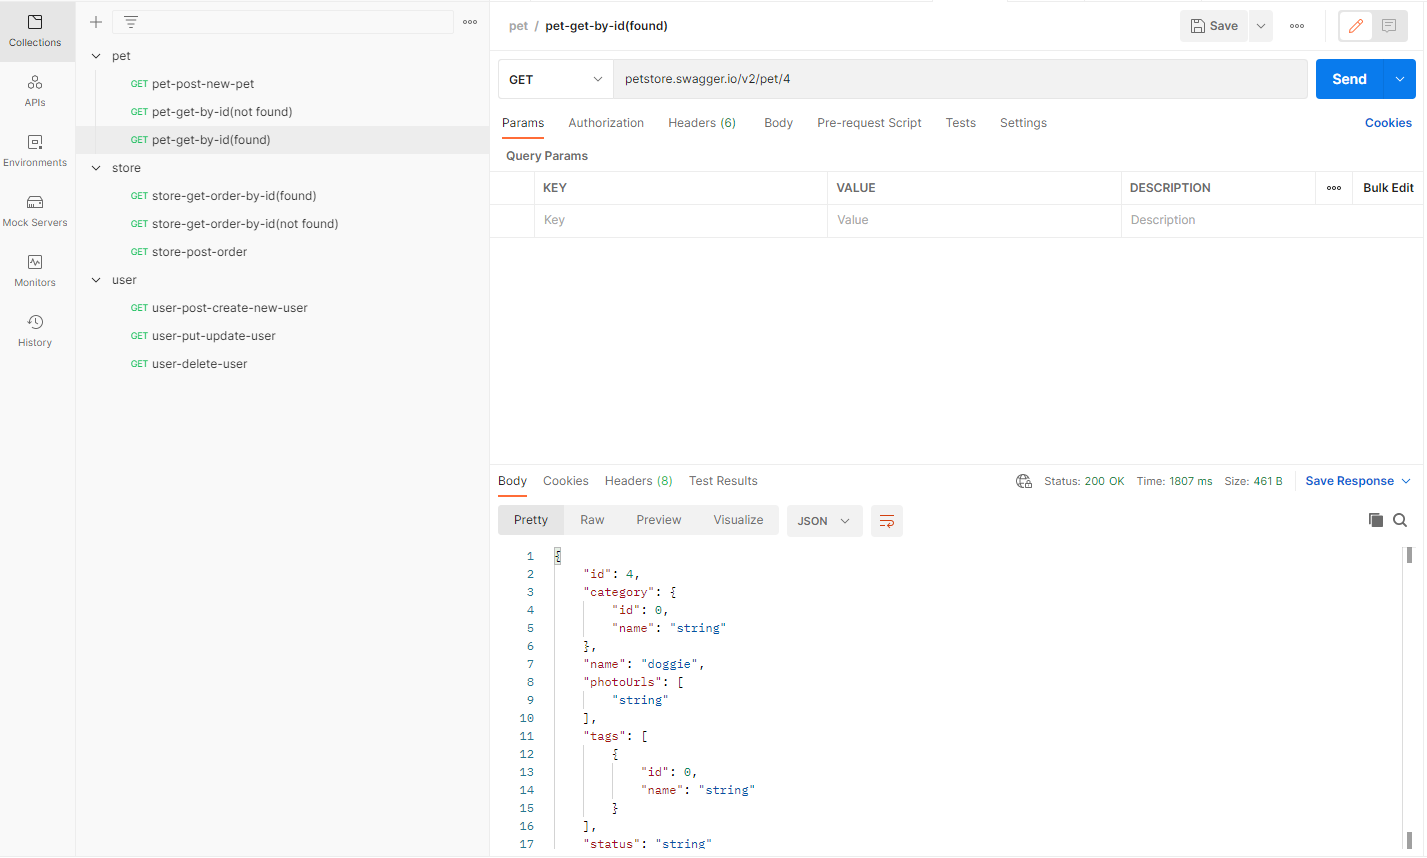 Collections
APIs
Environments
Mock Servers
Monitors
History
pet
GET pet-post-new-pet
GET pet-get-by-id(not found)
GET pet-get-by-id(found)
store
GET store-get-order-by-id(found)
GET store-get-order-by-id(not found)
GET store-post-order
user
GET user-post-create-new-user
GET user-put-update-user
GET user-delete-user
pet / pet-get-by-id(found)
Save
GET petstore.swagger.io/v2/pet/4 Send
Params Authorization Headers (6) Body Pre-request Script Tests Settings Cookies
Query Params
KEY VALUE DESCRIPTION Bulk Edit
Key Value Description
Body Cookies Headers (8) Test Results Status: 200 OK Time: 1807 ms Size: 461 B Save Response
Pretty Raw Preview Visualize JSON
1 {
2 "id": 4,
3 "category": {
4 "id": 0,
5 "name": "string"
6 },
7 "name": "doggie",
8 "photoUrls": [
9 "string"
10 ],
11 "tags": [
12 {
13 "id": 0,
14 "name": "string"
15 }
16 ],
17 "status": "string"